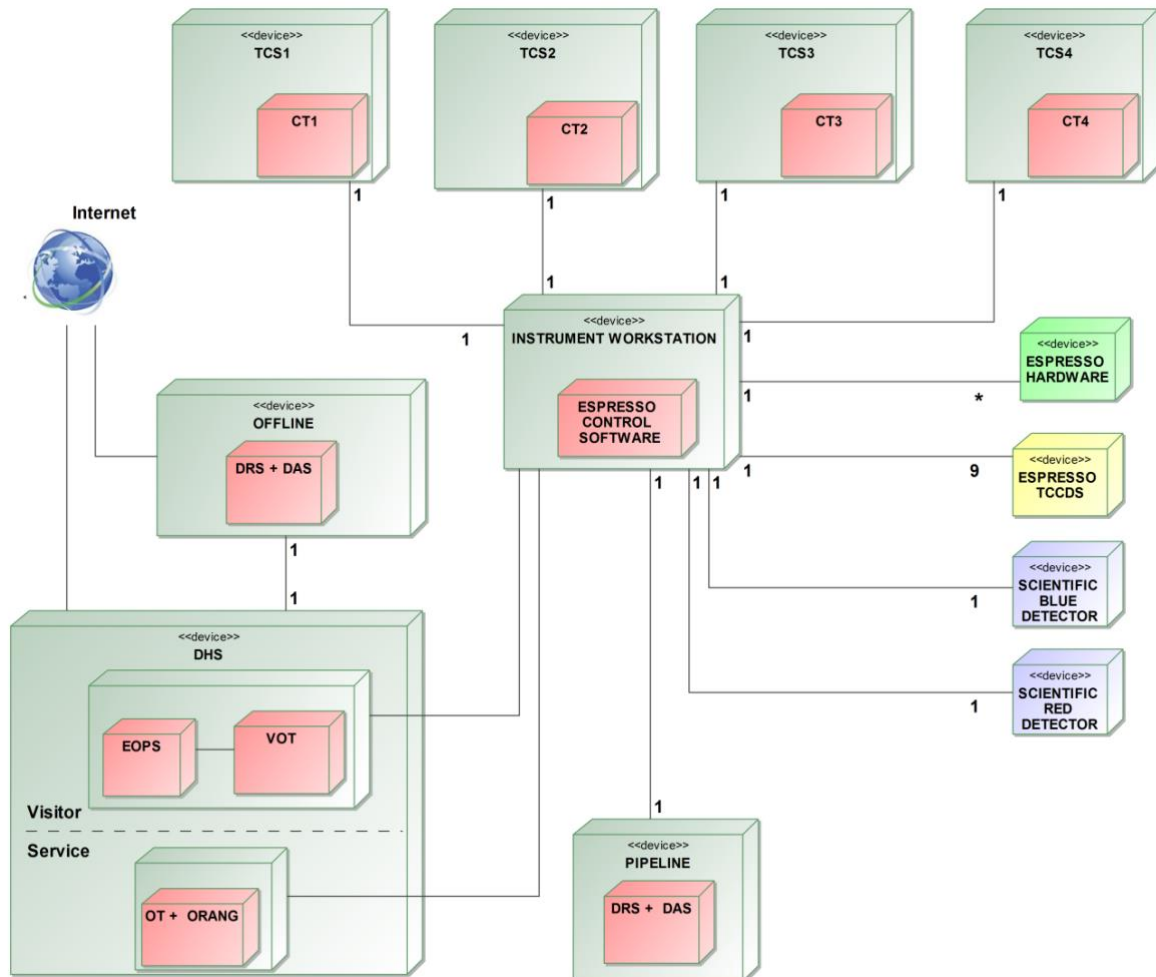 <<device>>
TCS1
CT1
<<device>>
TCS2
CT2
<<device>>
TCS3
CT3
<<device>>
TCS4
CT4
1
1
1
1
Internet
1
1
1
1
<<device>>
INSTRUMENT WORKSTATION
ESPRESSO
CONTROL
SOFTWARE
<<device>>
ESPRESSO
HARDWARE
1
*
<<device>>
OFFLINE
DRS + DAS
<<device>>
ESPRESSO
TCCDS
1
9
1
1
1
1
1
<<device>>
SCIENTIFIC
BLUE
DETECTOR
1
<<device>>
SCIENTIFIC
RED
DETECTOR
1
<<device>>
DHS
EOPS
VOT
Visitor
Service
OT + ORANG
1
<<device>>
PIPELINE
DRS + DAS